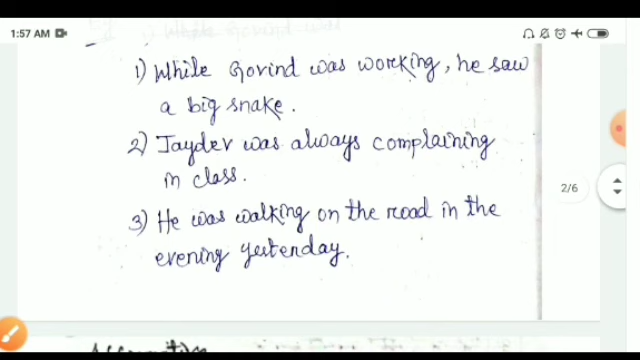 1:57 AM
1) While Govind was working, he saw
a big snake.
2) Jaydev was always complaining
in class.
2/6
3) He was walking on the road in the
evening yesterday.